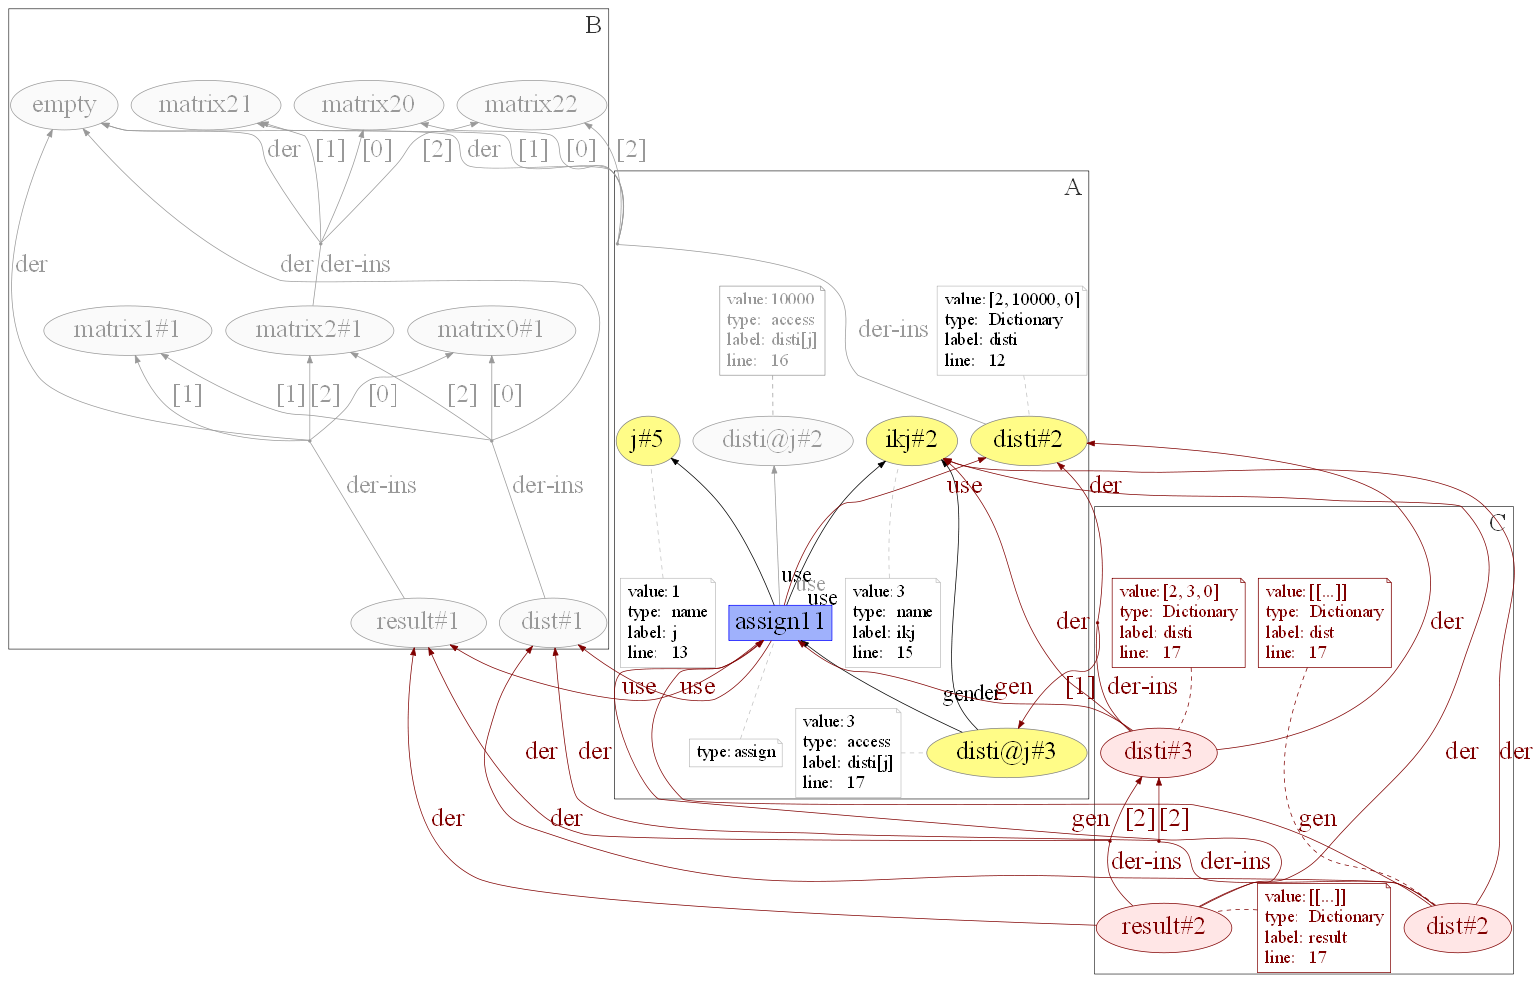 B
empty
matrix21
matrix20
matrix22
der
[1]
[0]
[2]
der
[1]
[0]
[2]
A
der
der
der-ins
value: 10000
type: access
label: disti[j]
line: 16
value: [2, 10000, 0]
type: Dictionary
label: disti
line: 12
der-ins
matrix1#1
matrix2#1
matrix0#1
[1]
[1]
[2]
[0]
[2]
[0]
j#5
disti@j#2
ikj#2
disti#2
der-ins
der-ins
use
der
C
value: 1
type: name
label: j
line: 13
use
use
use
assign11
value: 3
type: name
label: ikj
line: 15
value: [2, 3, 0]
type: Dictionary
label: disti
line: 17
value: [[...]]
type: Dictionary
label: dist
line: 17
result#1
dist#1
der
der
use
use
gen
der
gen
[1]
der-ins
type: assign
value: 3
type: access
label: disti[j]
line: 17
disti@j#3
disti#3
der
der
der
der
der
der
gen
[2]
[2]
gen
der-ins
der-ins
value: [[...]]
type: Dictionary
label: result
line: 17
result#2
dist#2